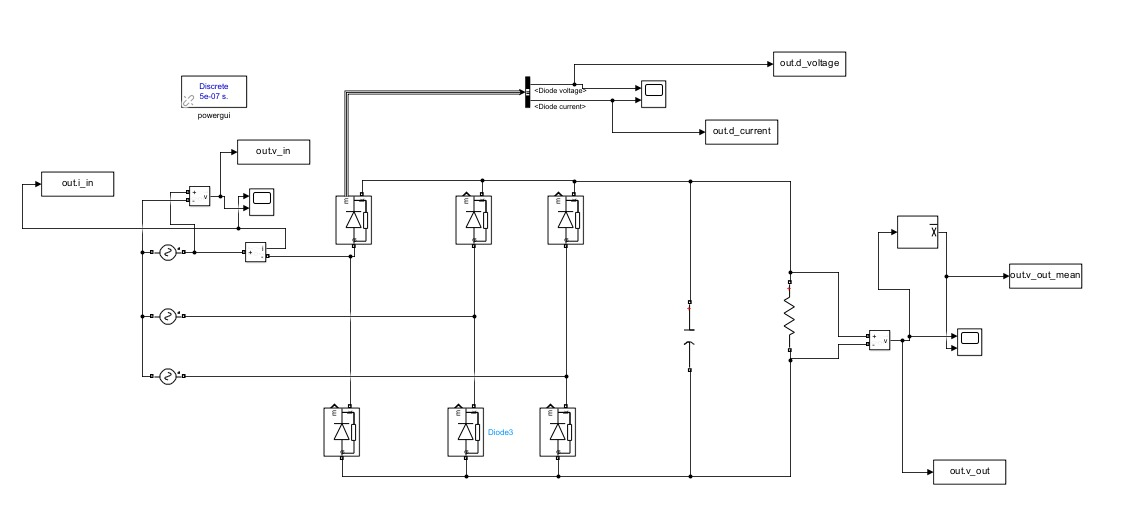 out.d_voltage
Discrete
5e-07 s.
powergui
<Diode voltage>
<Diode current>
out.d_current
out.v_in
out.i_in
+
-
v
+
-
i
m
m
m
out.v_out_mean
+
+
+
-
v
m
m
m
Diode3
out.v_out